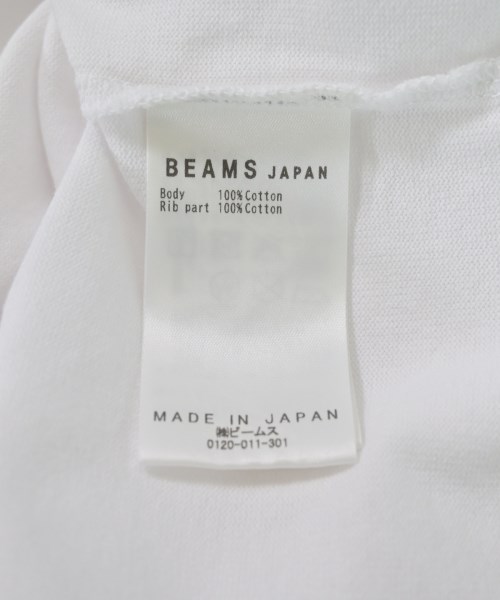 BEAMS JAPAN
Body 100%Cotton
Rib part 100%Cotton
MADE IN JAPAN
㈱ビームス
0120-011-301